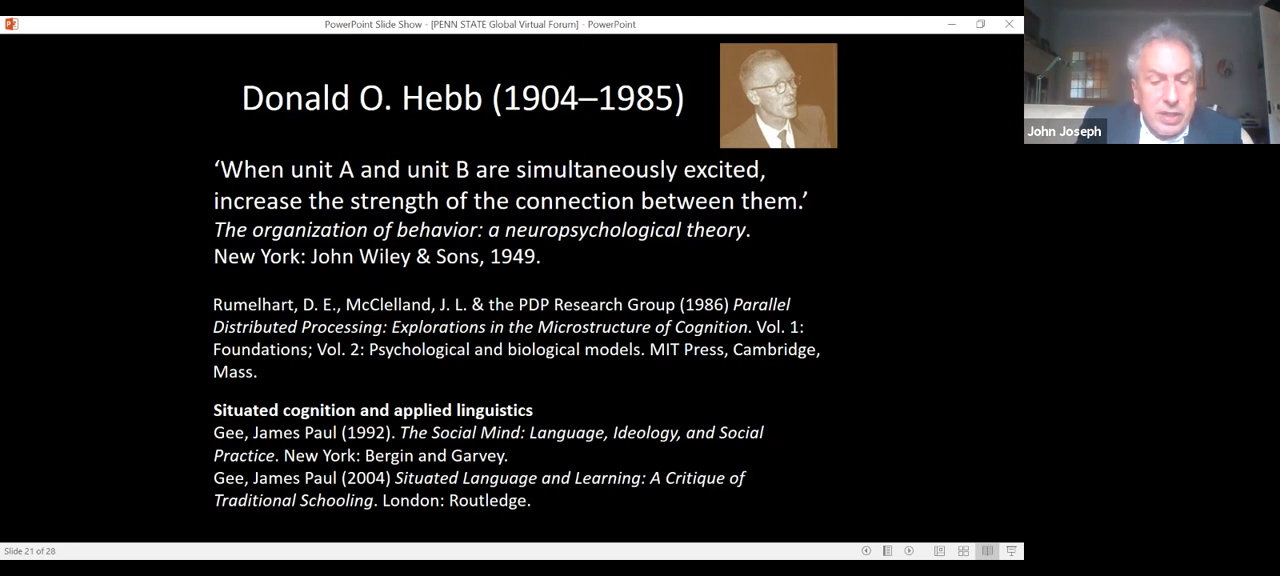 PowerPoint Slide Show - [PENN STATE Global Virtual Forum] - PowerPoint
Donald O. Hebb (1904–1985)
John Joseph
‘When unit A and unit B are simultaneously excited,
increase the strength of the connection between them.’
The organization of behavior: a neuropsychological theory.
New York: John Wiley & Sons, 1949.
Rumelhart, D. E., McClelland, J. L. & the PDP Research Group (1986) Parallel
Distributed Processing: Explorations in the Microstructure of Cognition. Vol. 1:
Foundations; Vol. 2: Psychological and biological models. MIT Press, Cambridge,
Mass.
Situated cognition and applied linguistics
Gee, James Paul (1992). The Social Mind: Language, Ideology, and Social
Practice. New York: Bergin and Garvey.
Gee, James Paul (2004) Situated Language and Learning: A Critique of
Traditional Schooling. London: Routledge.
Slide 21 of 28